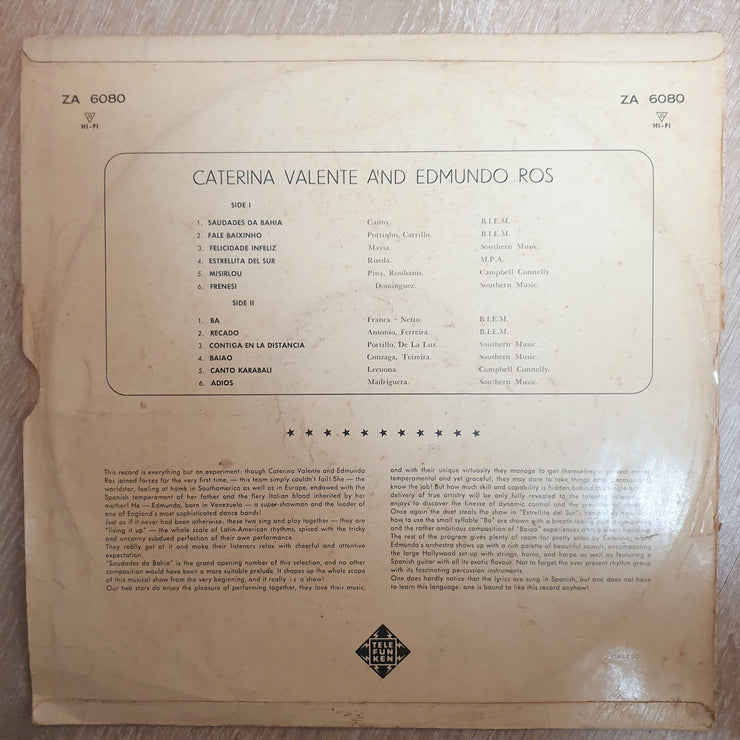 ZA 6080
HI-FI
ZA 6080
HI-FI
CATERINA VALENTE AND EDMUNDO ROS
SIDE I
1. SAUDADES DA BAHIA Caimy. B.I.E.M.
2. FALE BAIXINHO Portinho, Carrillo. B.I.E.M.
3. FELICIDADE INFELIZ Maysa. Southern Music.
4. ESTRELLITA DEL SUR Rueda. M.P.A.
5. MISIRLOU Pina, Roubanis. Campbell Connelly.
6. FRENESI Dominguez. Southern Music.
SIDE II
1. BA Franca - Netto. B.I.E.M.
2. RECADO Antonio, Ferreira. B.I.E.M.
3. CONTIGA EN LA DISTANCIA Portillo, De La Luz. Southern Music.
4. BAIAO Gonzaga, Teizeira. Southern Music.
5. CANTO KARABALI Lecuona. Campbell Connelly.
6. ADIOS Madriguera. Southern Music.
This record is everything but an experiment: though Caterina Valente and Edmundo
Ros joined forces for the very first time, — this team simply couldn't fail! She — the
worldstar, feeling at home in Southamerica as well as in Europe, endowed with the
Spanish temperament of her father and the fiery Italian blood inherited by her
mother! He — Edmundo, born in Venezuela — a super-showman and the leader of
one of England's most sophisticated dance bands!
Just as if it never had been otherwise: these two sing and play together — they are
"living it up" — the whole scale of Latin-American rhythms, spiced with the tricky
and uncanny subdued perfection of their own performance.
They really get at it and make their listeners relax with cheerful and attentive
expectation.
"Saudades da Bahia" is the grand opening number of this selection, and no other
composition would have been a more suitable prelude. It shapes up the whole scope
of this musical show from the very beginning, and it really is a show!
Our two stars do enjoy the pleasure of performing together, they love their music
and with their unique virtuosity they manage to get themselves a perfect
temperamental and yet graceful; they may dare to take things easy, because
know the job! But how much skill and capability is hidden behind this
delivery of true artistry will be only fully revealed to the talented listener
enjoys to discover the finesse of dynamic control and the
Once again the duet steals the show in "Estrellita del Sur";
how to use the small syllable "Ba" are shown with a breath-taking
and the rather ambitious composition of "Baiao" experiences a handling.
The rest of the program gives plenty of room for pretty solos by Caterina, while
Edmundo's orchestra shows up with a rich palette of beautiful sounds, encompassing
the large Hollywood set-up with strings, horns, and harps as well as featuring a
Spanish guitar with all its exotic flavour. Not to forget the ever present rhythm group
with its fascinating percussion instruments.
One does hardly notice that the lyrics are sung in Spanish, but one does not have
to learn this language: one is bound to like this record anyhow!
TELE
FUN
KEN